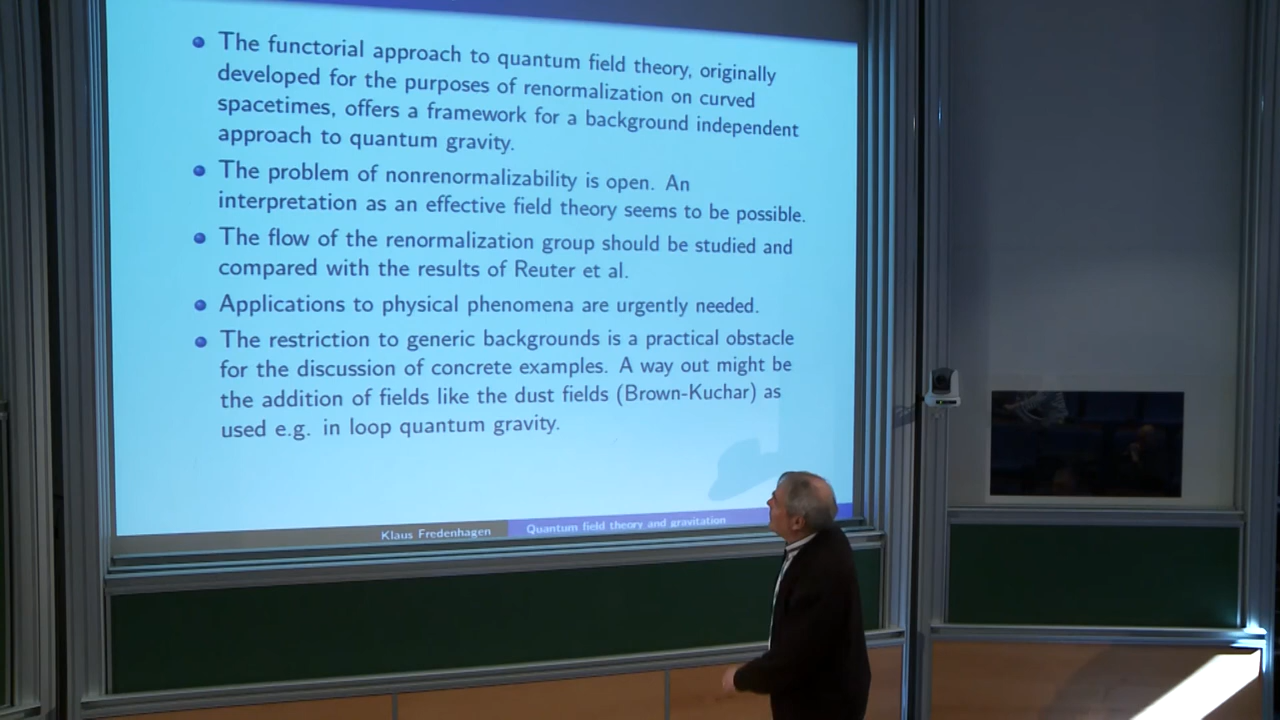 The functorial approach to quantum field theory, originally
developed for the purposes of renormalization on curved
spacetimes, offers a framework for a background independent
approach to quantum gravity.
The problem of nonrenormalizability is open. An
interpretation as an effective field theory seems to be possible.
The flow of the renormalization group should be studied and
compared with the results of Reuter et al.
Applications to physical phenomena are urgently needed.
The restriction to generic backgrounds is a practical obstacle
for the discussion of concrete examples. A way out might be
the addition of fields like the dust fields (Brown-Kuchar) as
used e.g. in loop quantum gravity.
Klaus Fredenhagen
Quantum field theory and gravitation